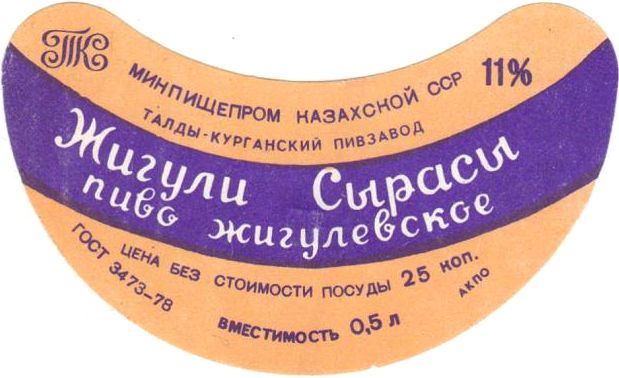 ТК
МИНПИЩЕПРОМ КАЗАХСКОЙ ССР 11%
ТАЛДЫ-КУРГАНСКИЙ ПИВЗАВОД
Жигули Сырасы
пиво жигулевское
ЦЕНА БЕЗ СТОИМОСТИ ПОСУДЫ 25 КОП.
ГОСТ 3473-78
АКПО
ВМЕСТИМОСТЬ 0,5 л